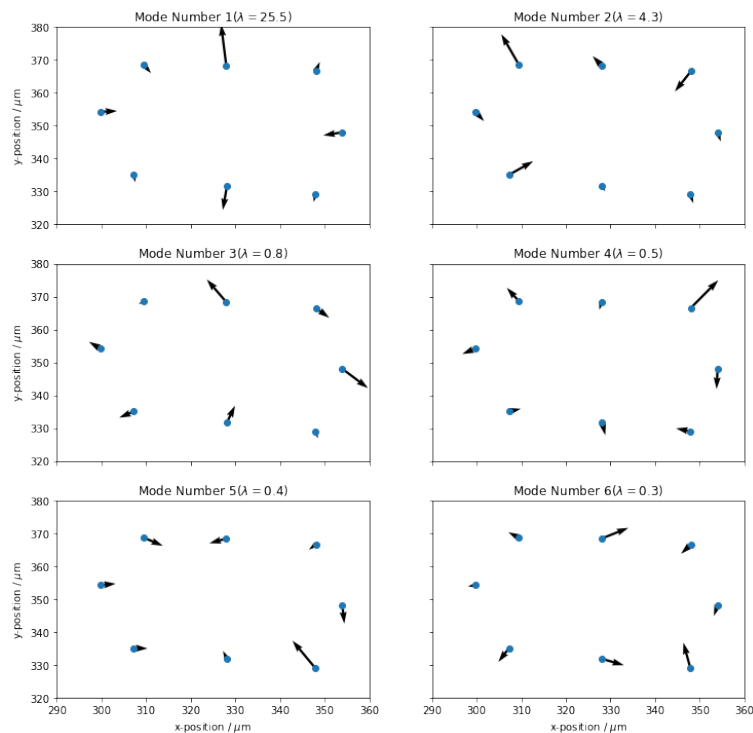 Mode Number 1(λ = 25.5)
Mode Number 2(λ = 4.3)
380
370
360
350
340
330
320
y-position / μm
Mode Number 3(λ = 0.8)
Mode Number 4(λ = 0.5)
380
370
360
350
340
330
320
y-position / μm
Mode Number 5(λ = 0.4)
Mode Number 6(λ = 0.3)
380
370
360
350
340
330
320
y-position / μm
290 300 310 320 330 340 350 360
290 300 310 320 330 340 350 360
x-position / μm
x-position / μm